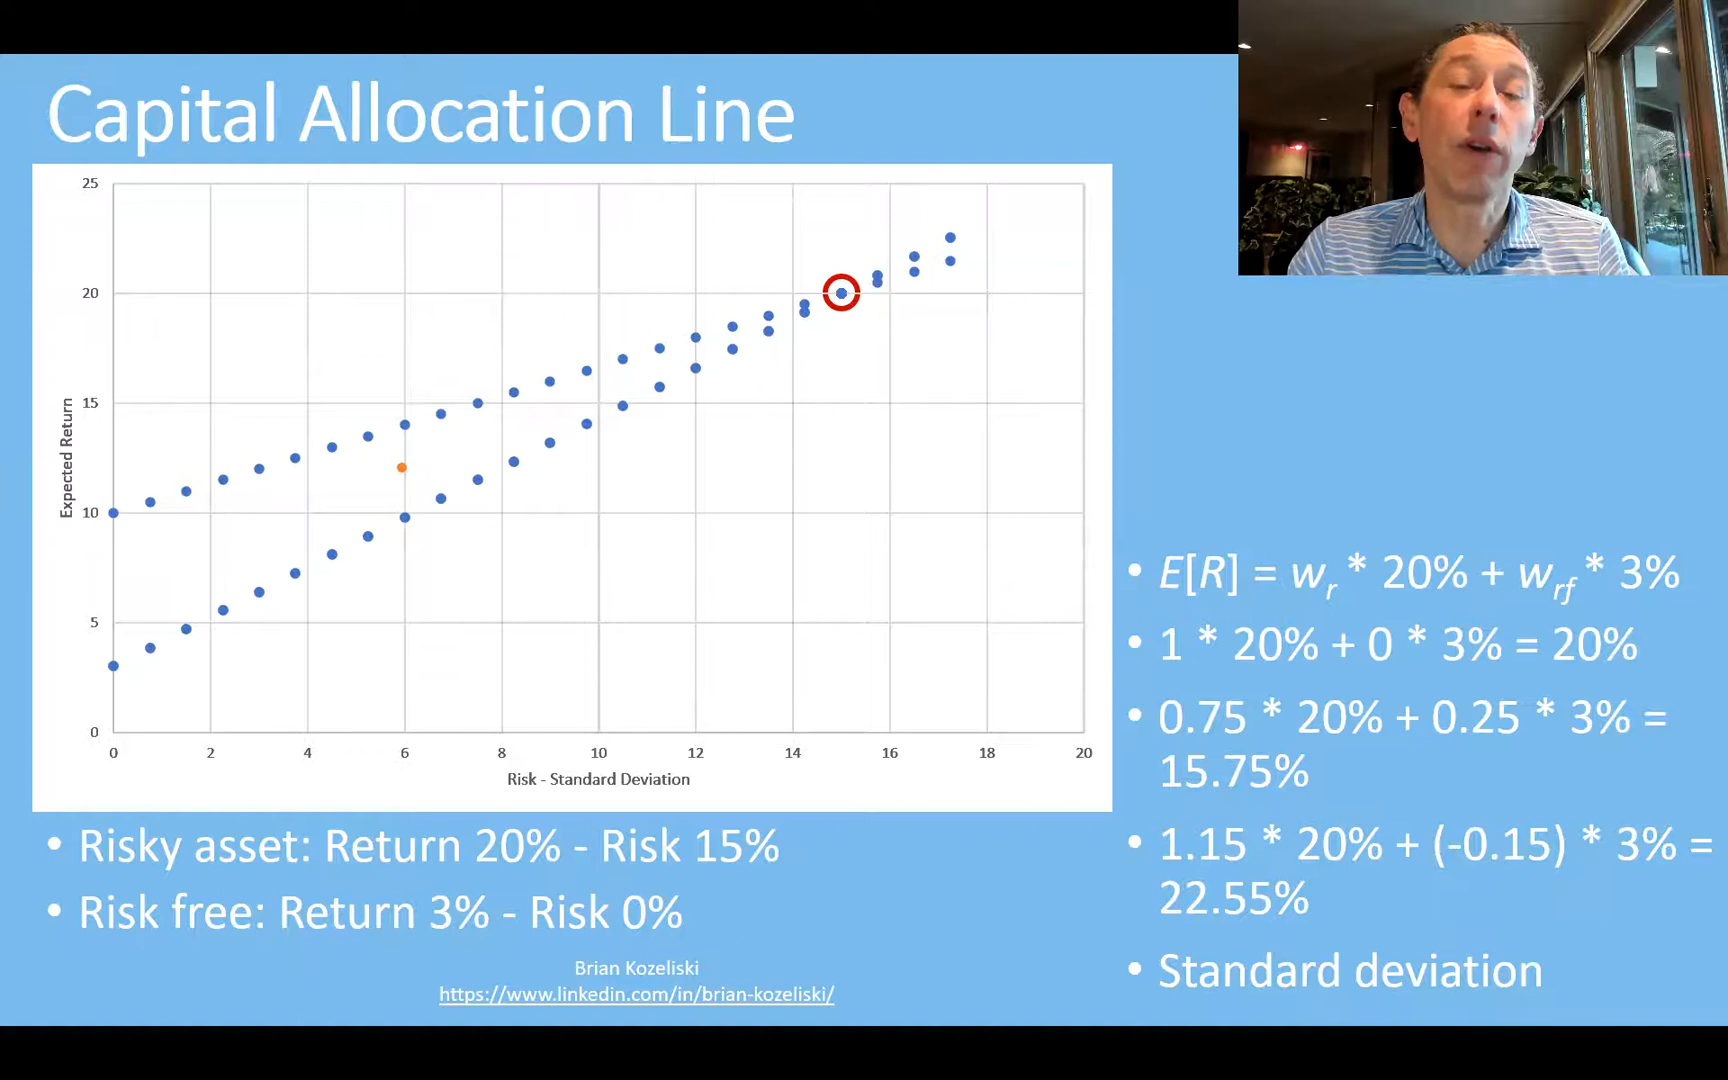 Capital Allocation Line
25
20
15
10
5
0
Expected Return
0 2 4 6 8 10 12 14 16 18 20
Risk - Standard Deviation
• Risky asset: Return 20% - Risk 15%
• Risk free: Return 3% - Risk 0%
Brian Kozeliski
https://www.linkedin.com/in/brian-kozeliski/
• E[R] = wr * 20% + wrf * 3%
• 1 * 20% + 0 * 3% = 20%
• 0.75 * 20% + 0.25 * 3% =
15.75%
• 1.15 * 20% + (-0.15) * 3% =
22.55%
• Standard deviation